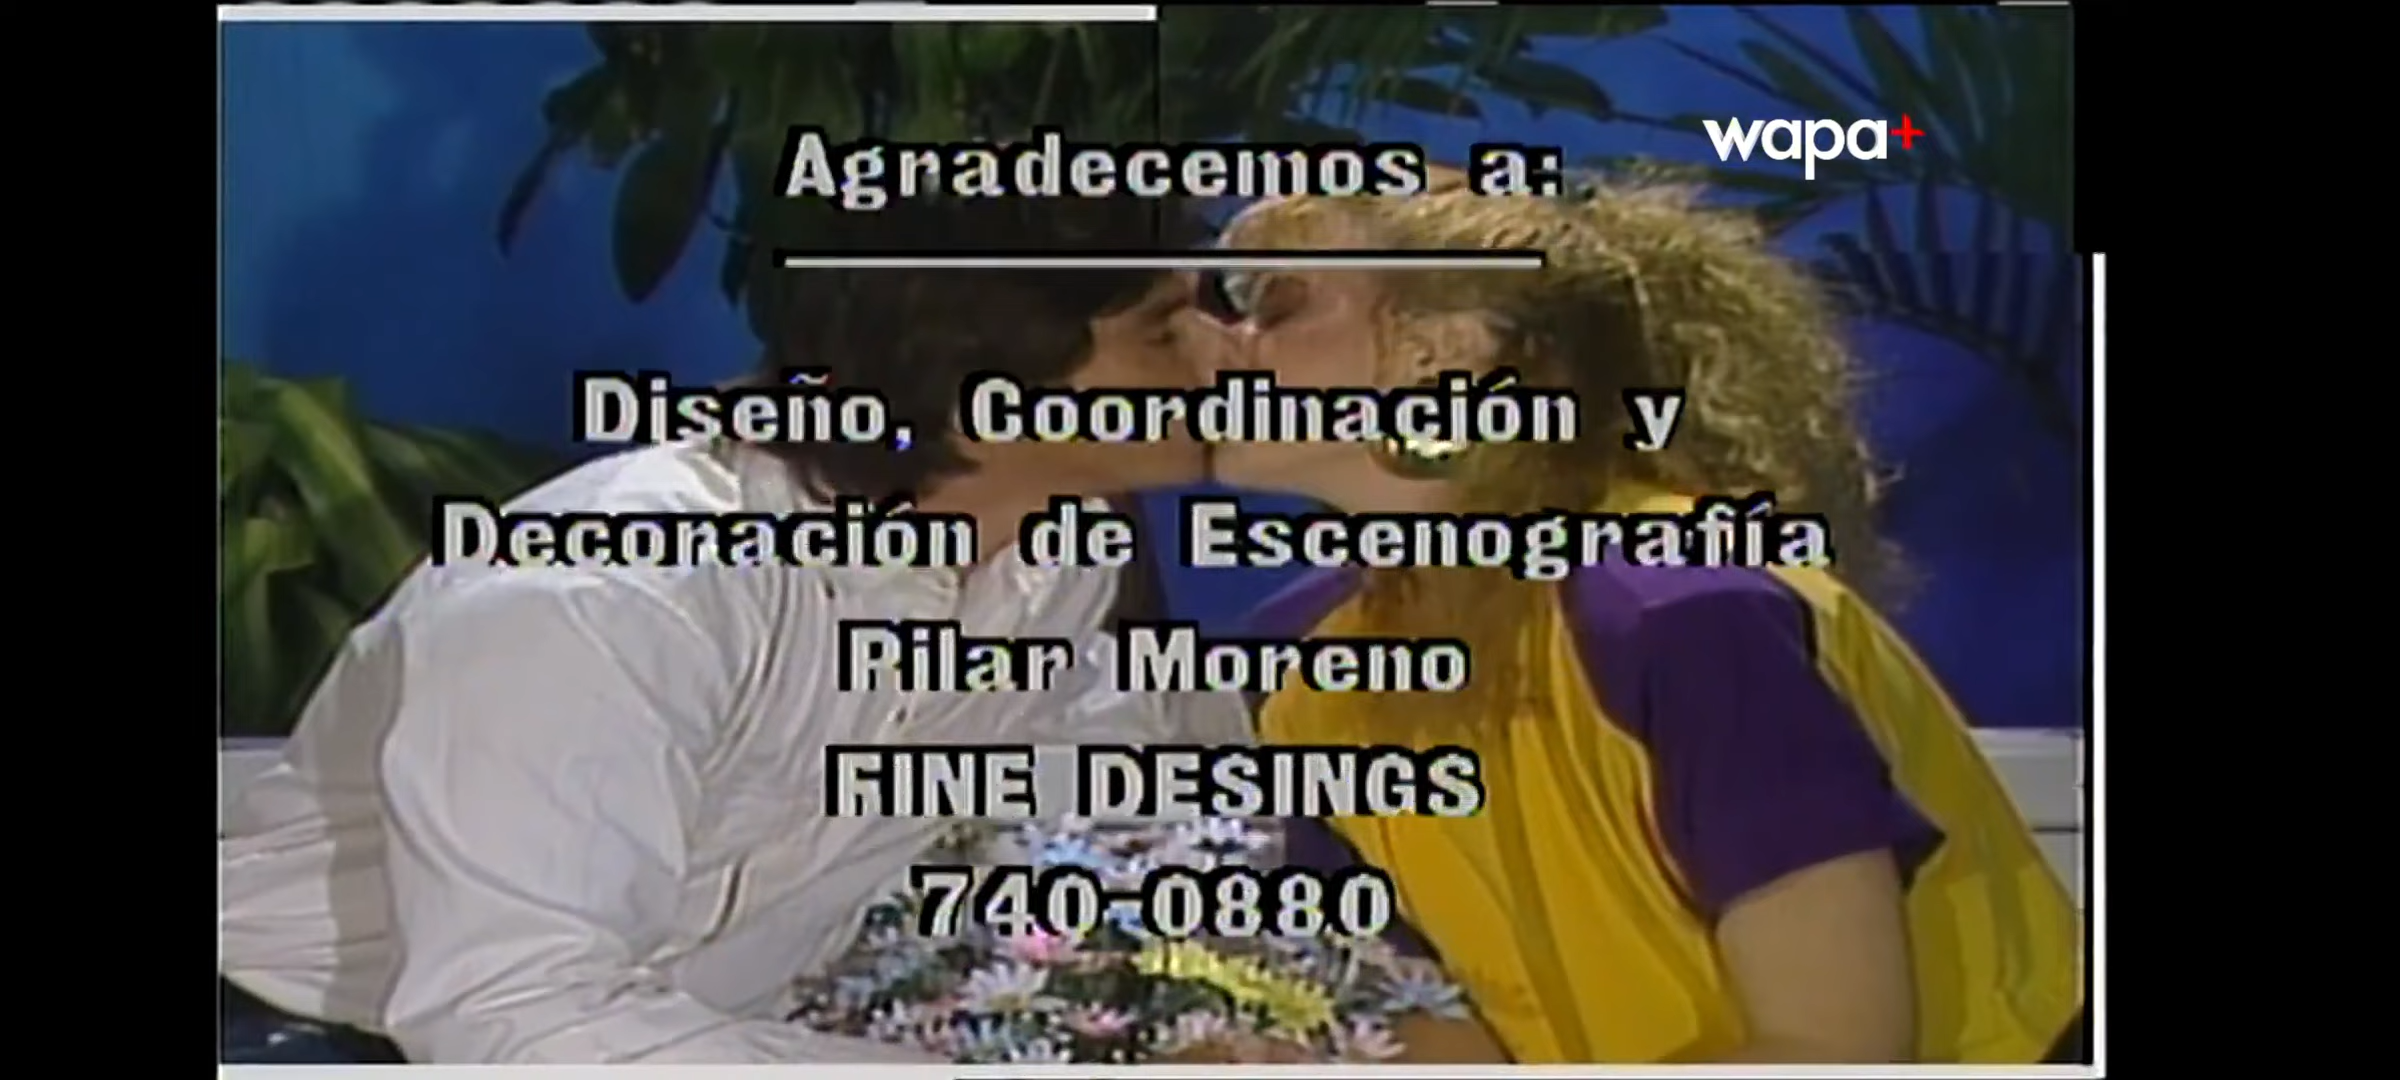 wapa+
Agradecemos a:
Diseño, Coordinación y
Decoración de Escenografía
Pilar Moreno
FINE DESINGS
740-0880